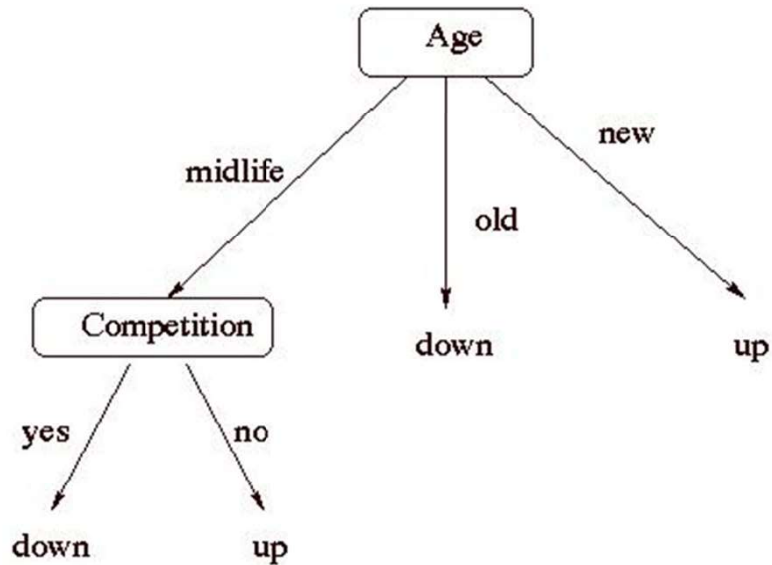 Age
new
midlife
old
Competition
down
up
yes
no
down
up